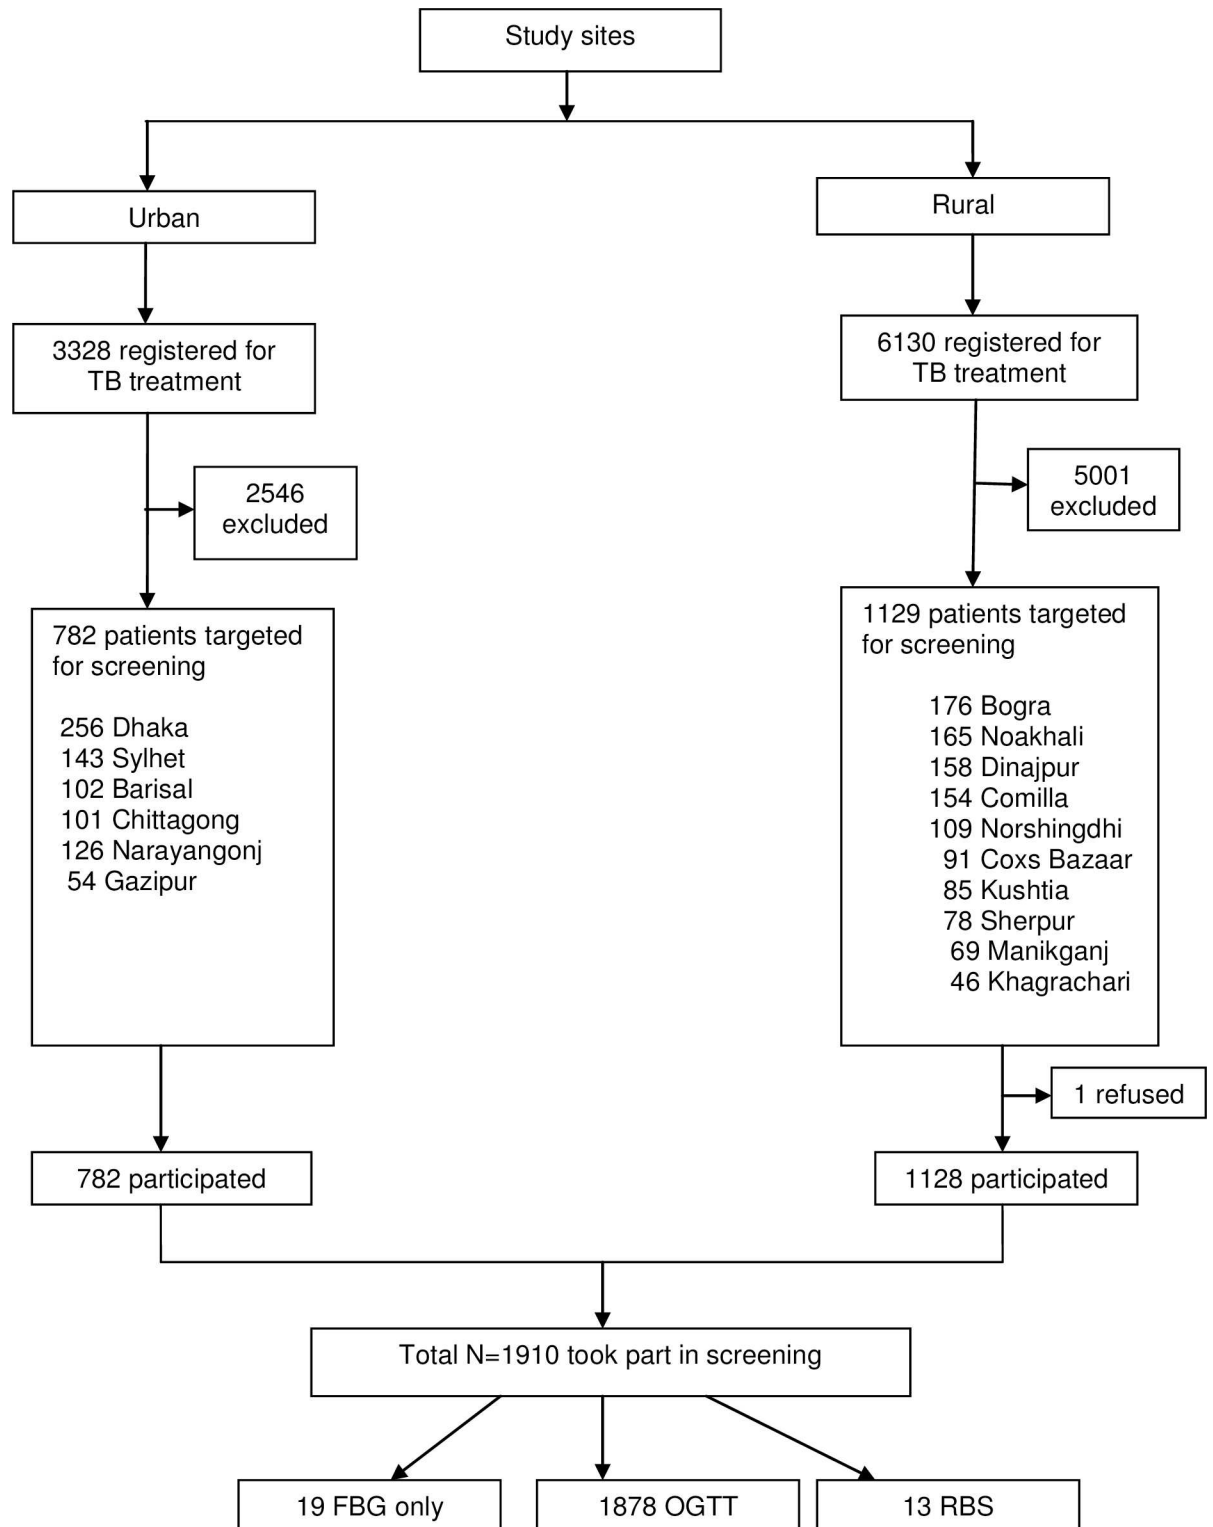 Study sites
Urban
Rural
3328 registered for
TB treatment
6130 registered for
TB treatment
2546
excluded
5001
excluded
782 patients targeted
for screening
256 Dhaka
143 Sylhet
102 Barisal
101 Chittagong
126 Narayangonj
54 Gazipur
1129 patients targeted
for screening
176 Bogra
165 Noakhali
158 Dinajpur
154 Comilla
109 Norshingdhi
91 Coxs Bazaar
85 Kushtia
78 Sherpur
69 Manikganj
46 Khagrachari
1 refused
782 participated
1128 participated
Total N=1910 took part in screening
19 FBG only
1878 OGTT
13 RBS